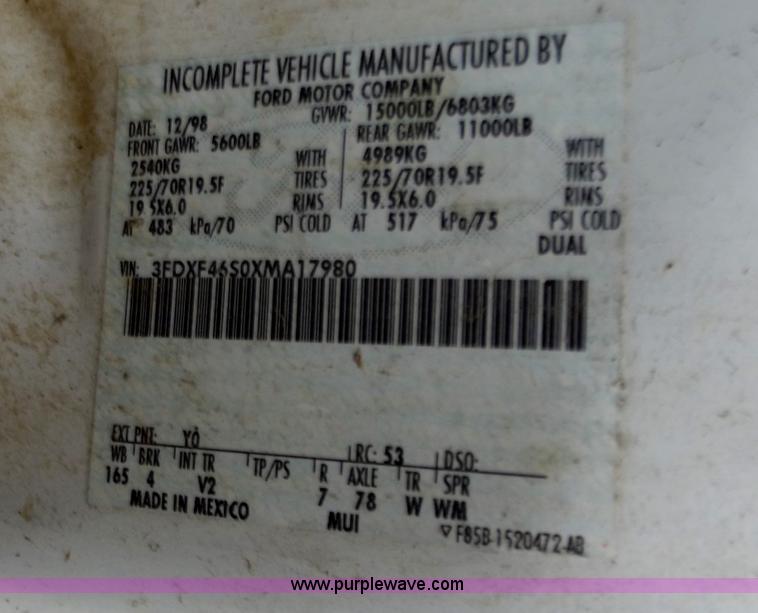 INCOMPLETE VEHICLE MANUFACTURED BY
FORD MOTOR COMPANY
DATE: 12/98 GVWR: 15000LB/6803KG
FRONT GAWR: 5600LB REAR GAWR: 11000LB
2540KG WITH 4989KG WITH
225/70R19.5F TIRES 225/70R19.5F TIRES
19.5X6.0 RIMS 19.5X6.0 RIMS
AT 483 kPa/70 PSI COLD AT 517 kPa/75 PSI COLD
DUAL
VIN: 3FDXF46S0XMA17980
EXT PNT: YO RC: 53 DSO:
WB BRK INT TR TP/PS R AXLE TR SPR
165 4 V2 7 78 W WM
MADE IN MEXICO MUI
F85B-1520472-AB
www.purplewave.com